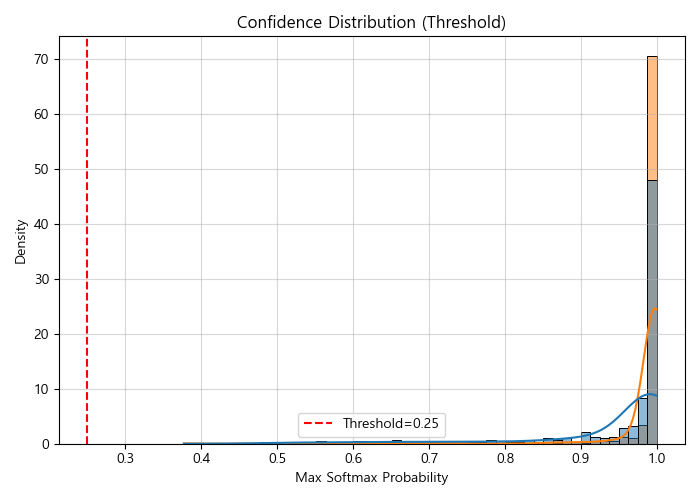 Confidence Distribution (Threshold)
70
60
50
40
30
20
10
0
Density
Threshold=0.25
0.3 0.4 0.5 0.6 0.7 0.8 0.9 1.0
Max Softmax Probability